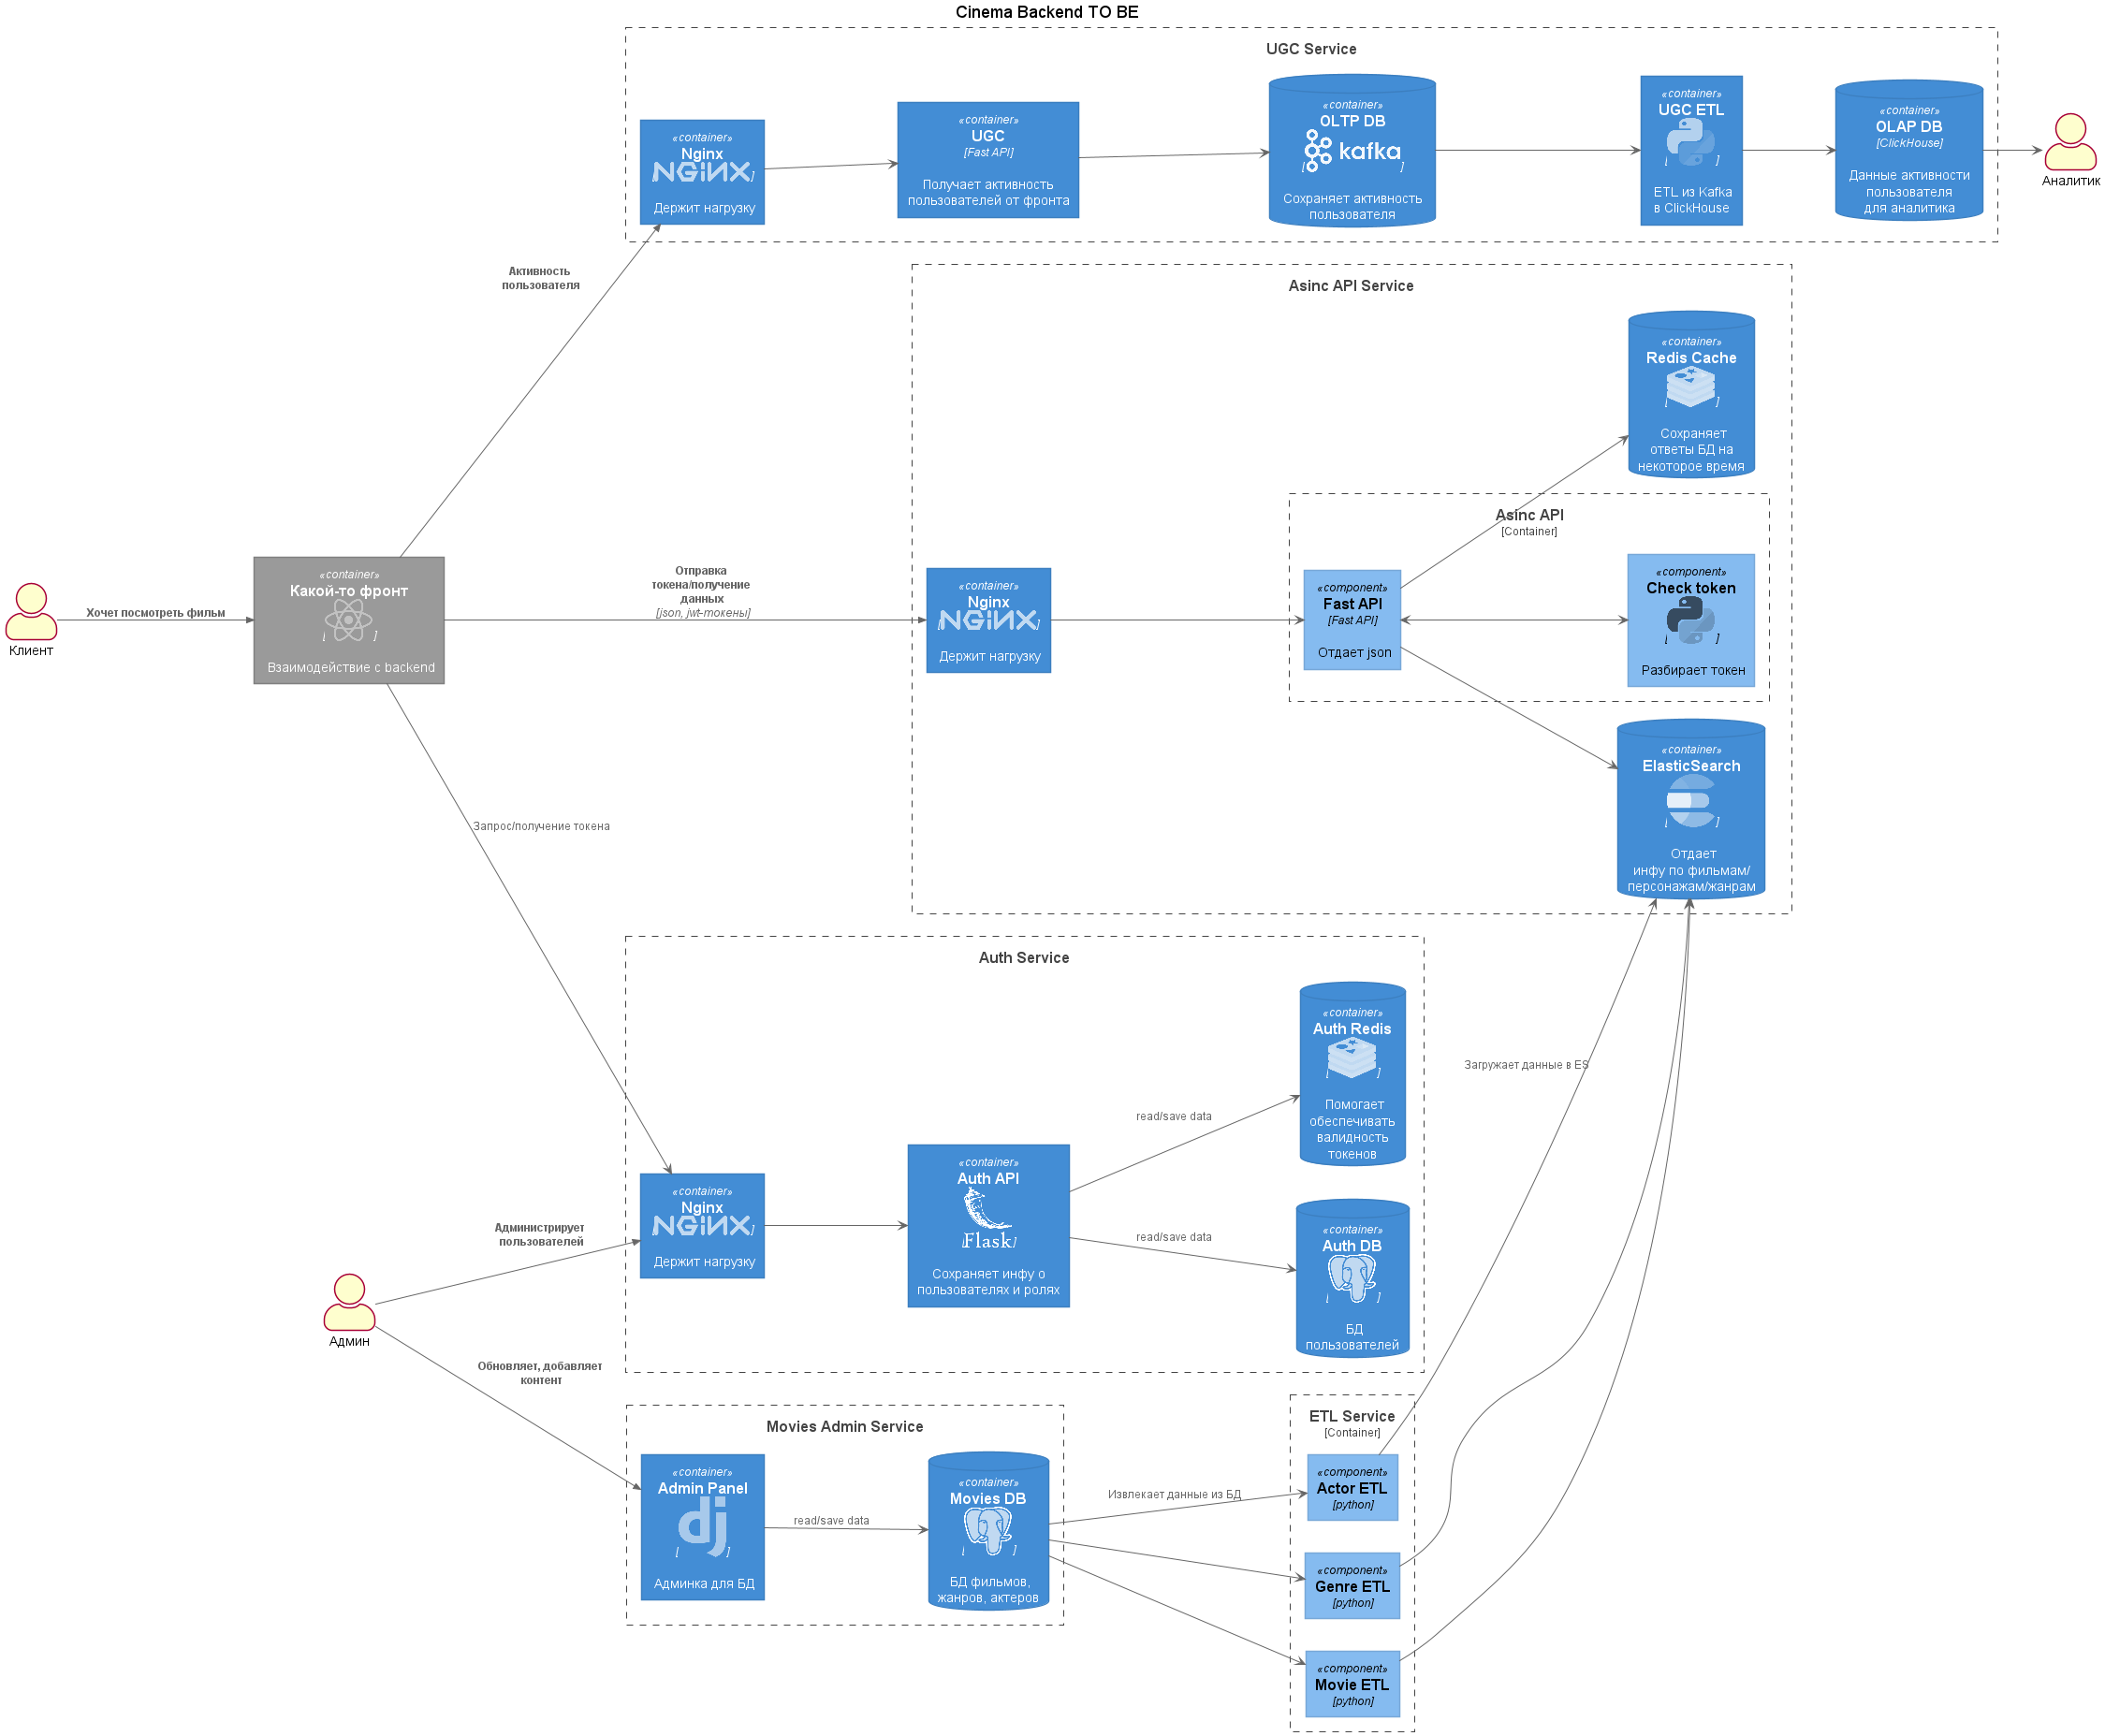 Cinema Backend TO BE
UGC Service
«container»
Nginx
[NGINX]
Держит нагрузку
«container»
UGC
[Fast API]
Получает активность
пользователей от фронта
«container»
OLTP DB
[kafka]
Сохраняет активность
пользователя
«container»
UGC ETL
[ ]
ETL из Kafka
в ClickHouse
«container»
OLAP DB
[ClickHouse]
Данные активности
пользователя
для аналитика
Аналитик
Активность
пользователя
Asinc API Service
«container»
Redis Cache
[ ]
Сохраняет
ответы БД на
некоторое время
Asinc API
[Container]
«component»
Fast API
[Fast API]
Отдает json
«component»
Check token
[ ]
Разбирает токен
«container»
Nginx
[NGINX]
Держит нагрузку
Отправка
токена/получение
данных
[json, jwt-токены]
«container»
Какой-то фронт
[ ]
Взаимодействие с backend
Хочет посмотреть фильм
Клиент
«container»
ElasticSearch
[ ]
Отдает
инфу по фильмам/
персонажам/жанрам
Запрос/получение токена
Auth Service
«container»
Auth Redis
[ ]
Помогает
обеспечивать
валидность
токенов
Загружает данные в ES
read/save data
«container»
Nginx
[NGINX]
Держит нагрузку
«container»
Auth API
[Flask]
Сохраняет инфу о
пользователях и ролях
read/save data
«container»
Auth DB
[ ]
БД
пользователей
Администрирует
пользователей
Админ
Обновляет, добавляет
контент
Movies Admin Service
«container»
Admin Panel
[dj]
Админка для БД
read/save data
«container»
Movies DB
[ ]
БД фильмов,
жанров, актеров
Извлекает данные из БД
ETL Service
[Container]
«component»
Actor ETL
[python]
«component»
Genre ETL
[python]
«component»
Movie ETL
[python]